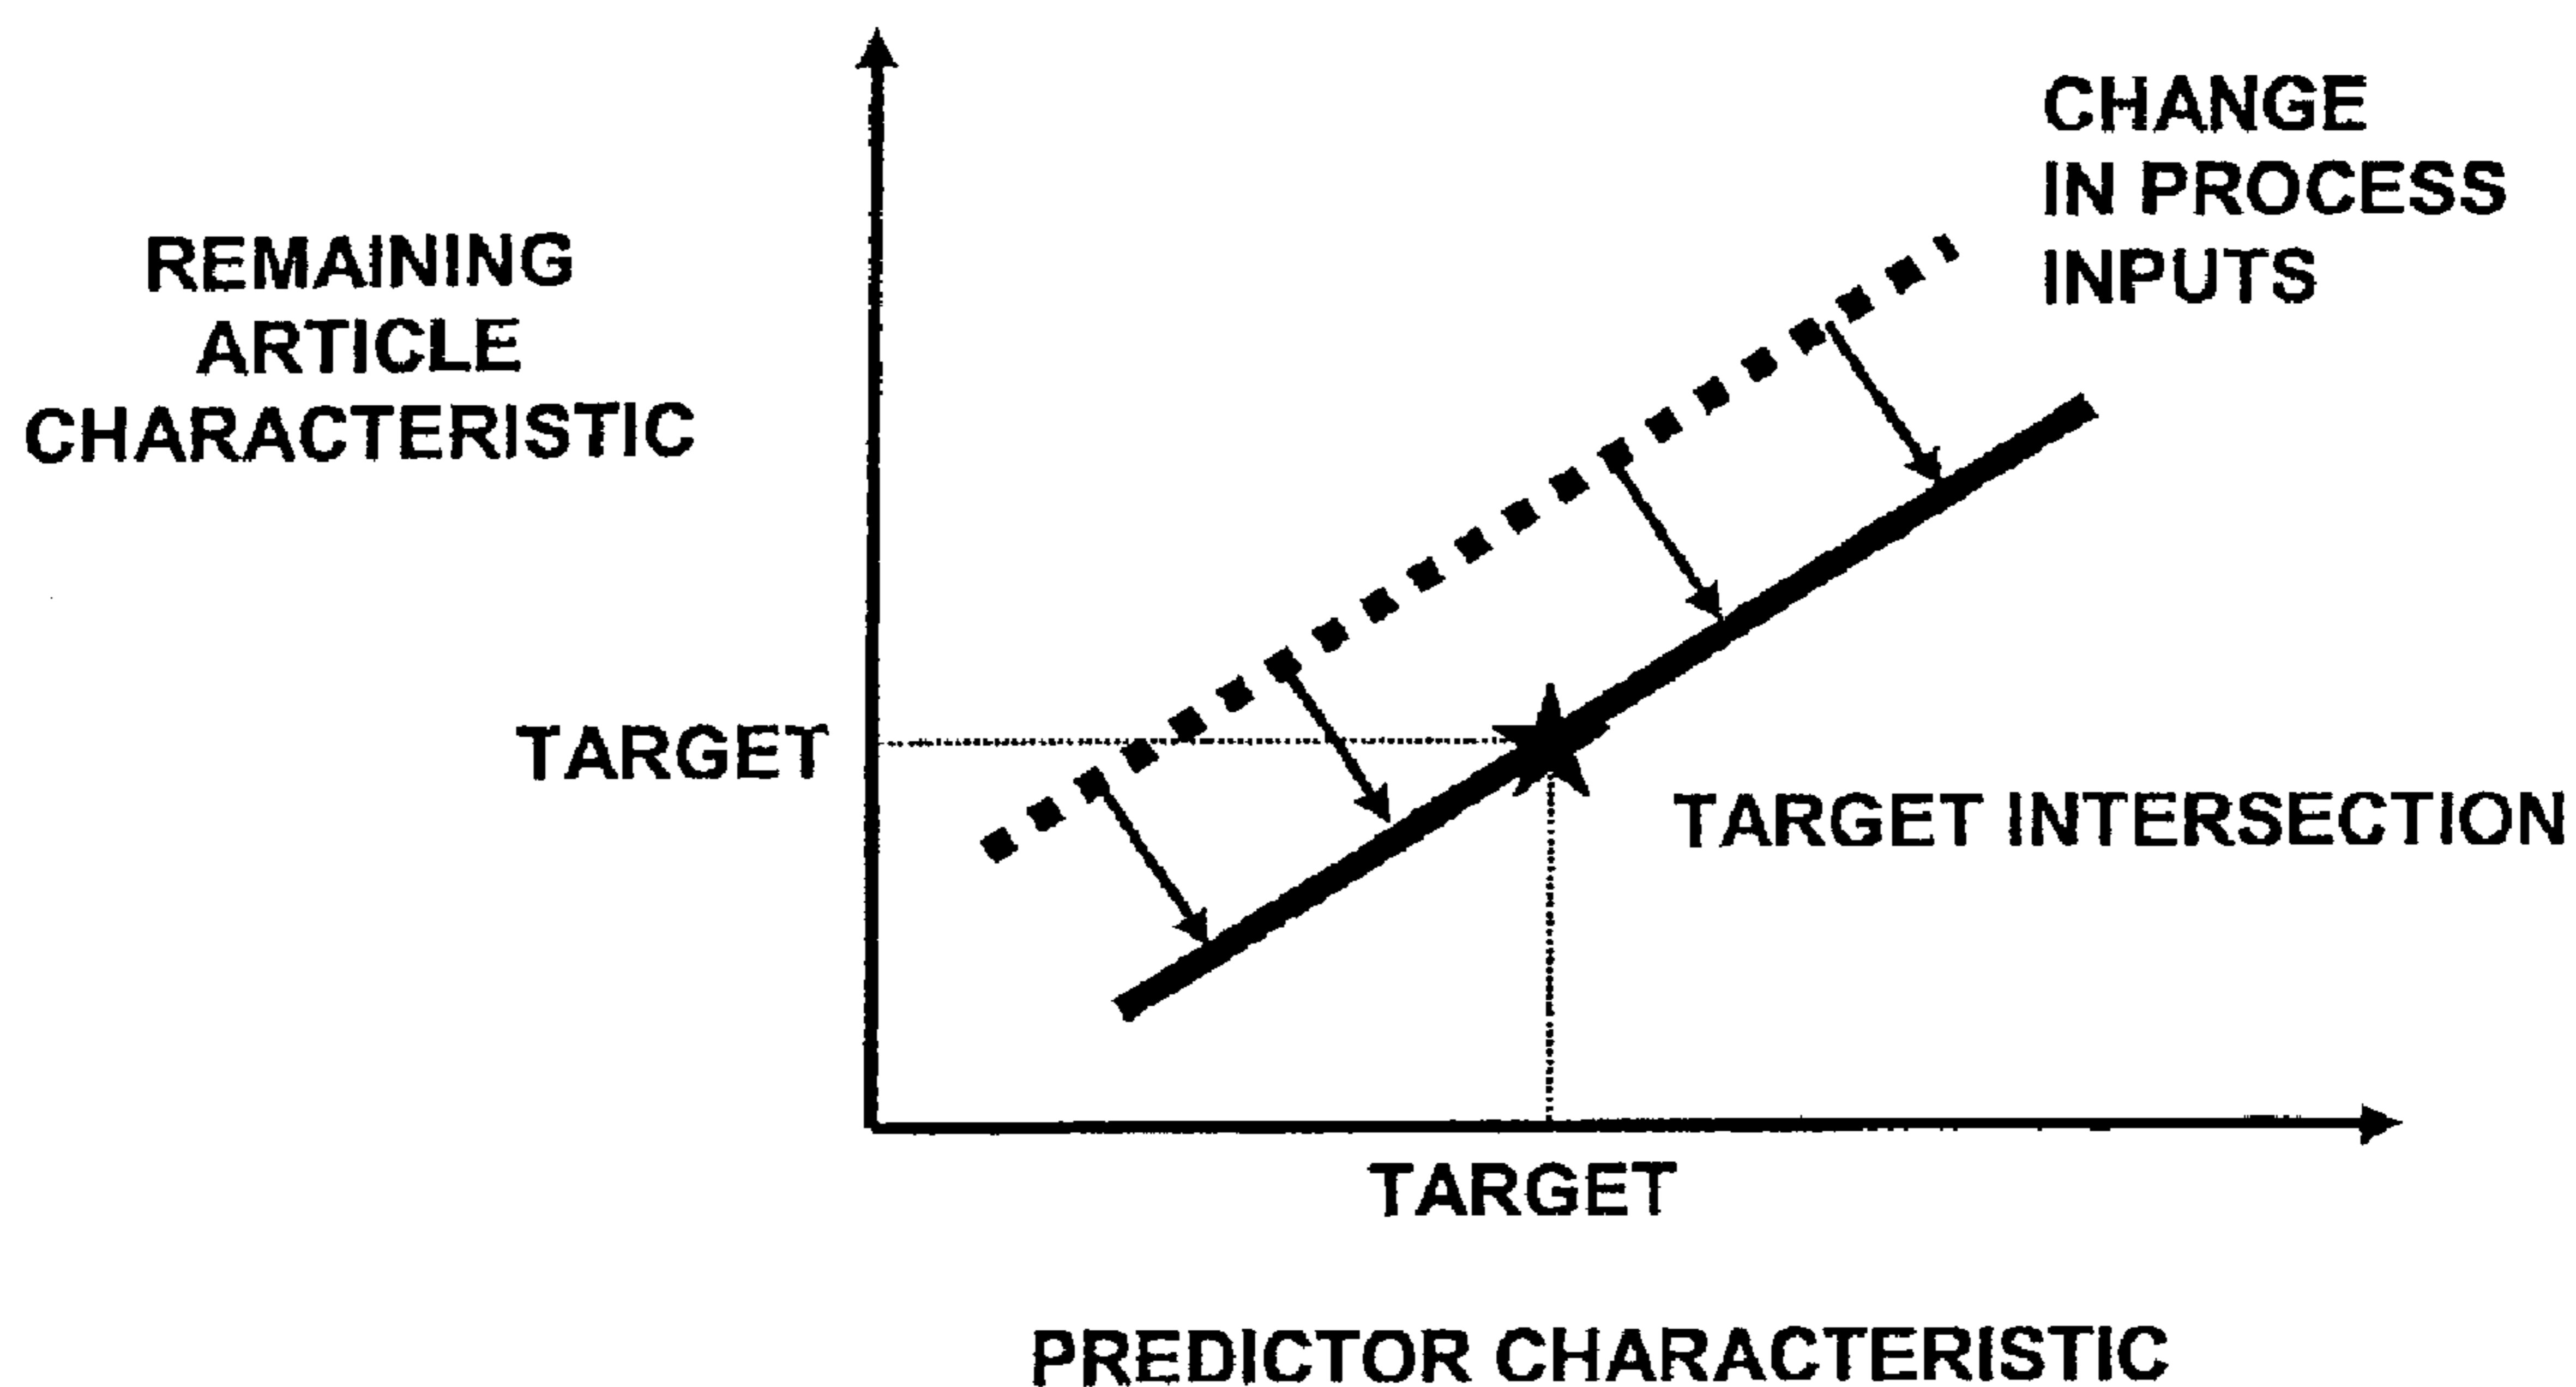 CHANGE
IN PROCESS
INPUTS
REMAINING
ARTICLE
CHARACTERISTIC
TARGET
TARGET INTERSECTION
TARGET
PREDICTOR CHARACTERISTIC